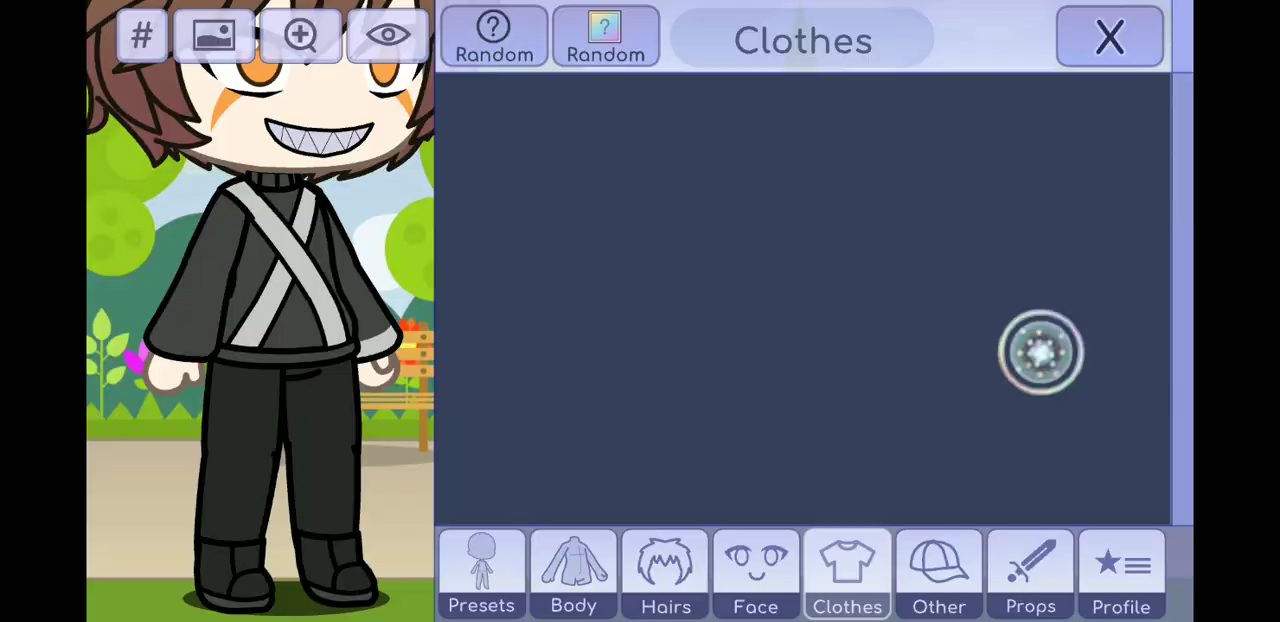 #
? Random
? Random
Clothes
X
Presets
Body
Hairs
Face
Clothes
Other
Props
Profile